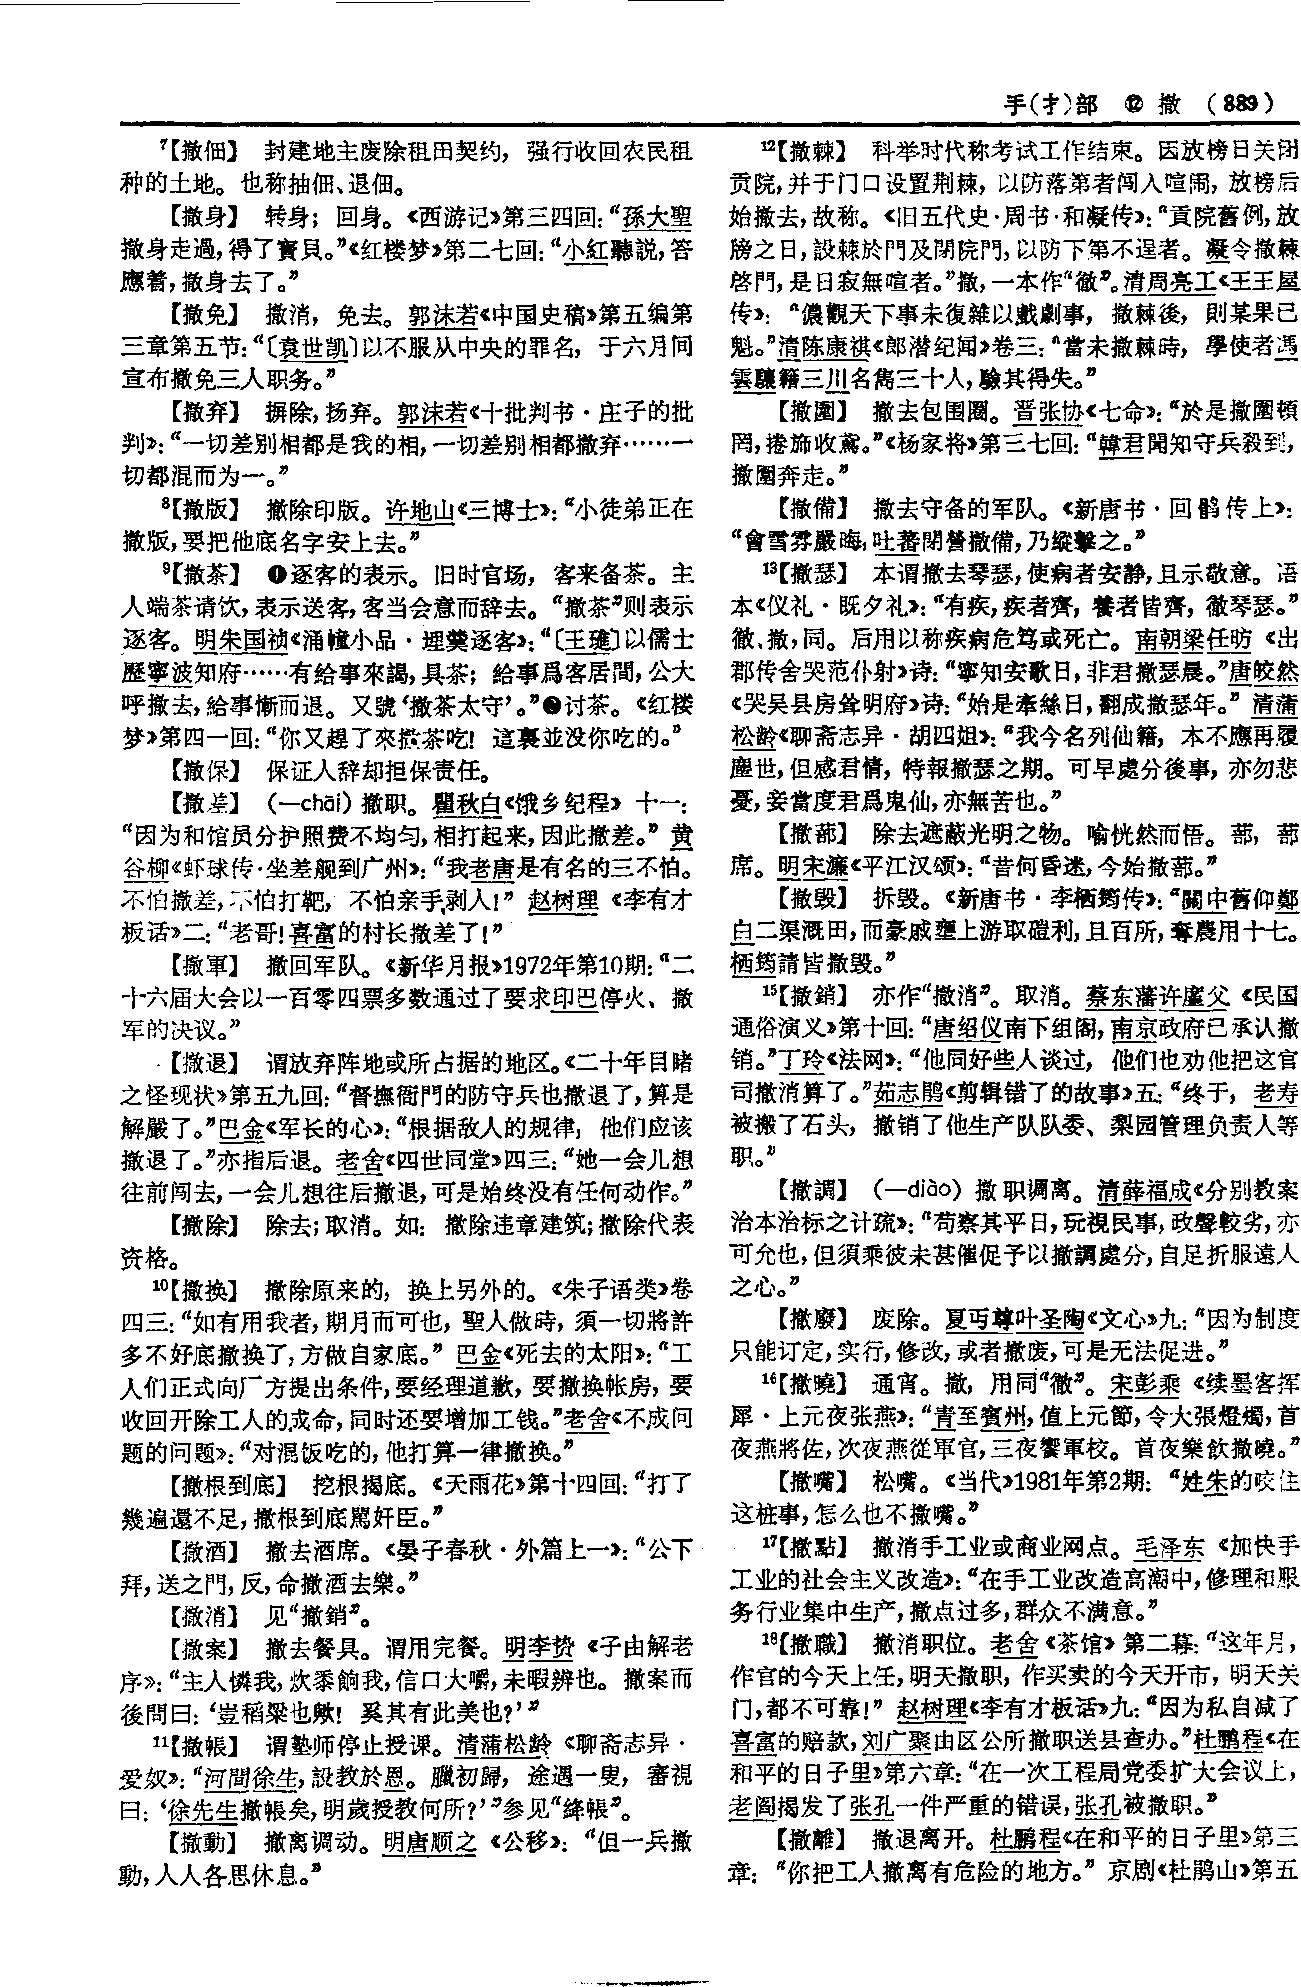 手(扌)部 ⑫ 撤 (889)
⁷【撤佃】 封建地主废除租田契约，强行收回农民租
种的土地。也称抽佃、退佃。
【撤身】 转身；回身。《西游记》第三四回：“孫大聖
撤身走過，得了寳貝。”《红楼梦》第二七回：“小紅聽説，答
應着，撤身去了。”
【撤免】 撤消，免去。郭沫若《中国史稿》第五编第
三章第五节：“〔袁世凯〕以不服从中央的罪名，于六月间
宣布撤免三人职务。”
【撤弃】 摒除，扬弃。郭沫若《十批判书·庄子的批
判》：“一切差别相都是我的相，一切差别相都撤弃……一
切都混而为一。”
⁸【撤版】 撤除印版。许地山《三博士》：“小徒弟正在
撤版，要把他底名字安上去。”
⁹【撤茶】 ❶逐客的表示。旧时官场，客来备茶。主
人端茶请饮，表示送客，客当会意而辞去。“撤茶”则表示
逐客。明朱国祯《涌幢小品·埋羹逐客》：“〔王璡〕以儒士
歷寧波知府……有给事來謁，具茶；給事爲客居間，公大
呼撤去，給事慚而退。又號‘撤茶太守’。”❷讨茶。《红楼
梦》第四一回：“你又趕了來撤茶吃！這裏並没你吃的。”
【撤保】 保证人辞却担保责任。
【撤差】 (—chāi) 撤职。瞿秋白《饿乡纪程》十一：
“因为和馆员分护照费不均匀，相打起来，因此撤差。” 黄
谷柳《虾球传·坐差舰到广州》：“我老唐是有名的三不怕。
不怕撤差，不怕打靶，不怕亲手剥人！” 赵树理《李有才
板话》二：“老哥！喜富的村长撤差了！”
【撤軍】 撤回军队。《新华月报》1972年第10期：“二
十六届大会以一百零四票多数通过了要求印巴停火、撤
军的决议。”
【撤退】 谓放弃阵地或所占据的地区。《二十年目睹
之怪现状》第五九回：“督撫衙門的防守兵也撤退了，算是
解嚴了。”巴金《军长的心》：“根据敌人的规律，他们应该
撤退了。”亦指后退。老舍《四世同堂》四三：“她一会儿想
往前闯去，一会儿想往后撤退，可是始终没有任何动作。”
【撤除】 除去；取消。如：撤除违章建筑；撤除代表
资格。
¹⁰【撤换】 撤除原来的，换上另外的。《朱子语类》卷
四三：“如有用我者，期月而可也，聖人做時，須一切將許
多不好底撤换了，方做自家底。” 巴金《死去的太阳》：“工
人们正式向厂方提出条件，要经理道歉，要撤换帐房，要
收回开除工人的成命，同时还要增加工钱。”老舍《不成问
题的问题》：“对混饭吃的，他打算一律撤换。”
【撤根到底】 挖根揭底。《天雨花》第十四回：“打了
幾遍還不足，撤根到底駡奸臣。”
【撤酒】 撤去酒席。《晏子春秋·外篇上一》：“公下
拜，送之門，反，命撤酒去樂。”
【撤消】 见“撤銷”。
【撤案】 撤去餐具。谓用完餐。明李贽《子由解老
序》：“主人憐我，炊黍餉我，信口大嚼，未暇辨也。撤案而
後問曰：‘豈稻粱也歟！奚其有此美也？’”
¹¹【撤帳】 谓塾师停止授课。清蒲松龄《聊斋志异·
爱奴》：“河間徐生，設教於恩。臘初歸，途遇一叟，審視
曰：‘徐先生撤帳矣，明歲授教何所？’”参见“絳帳”。
【撤動】 撤离调动。明唐顺之《公移》：“但一兵撤
動，人人各思休息。”
¹²【撤棘】 科举时代称考试工作结束。因放榜日关闭
贡院，并于门口设置荆棘，以防落第者闯入喧闹，放榜后
始撤去，故称。《旧五代史·周书·和凝传》：“貢院舊例，放
牓之日，設棘於門及閉院門，以防下第不逞者。凝令撤棘
啓門，是日寂無喧者。”撤，一本作“徹”。清周亮工《王王屋
传》：“儂觀天下事未復雜以戲劇事，撤棘後，則某果已
魁。”清陈康祺《郎潜纪闻》卷三：“當未撤棘時，學使者馮
雲驤籍三川名雋三十人，驗其得失。”
【撤圍】 撤去包围圈。晋张协《七命》：“於是撤圍頓
罔，捲斾收鳶。”《杨家将》第三七回：“韓君聞知守兵殺到，
撤圍奔走。”
【撤備】 撤去守备的军队。《新唐书·回鹘传上》：
“會雪雰嚴晦，吐蕃閉營撤備，乃縱擊之。”
¹³【撤瑟】 本谓撤去琴瑟，使病者安静，且示敬意。语
本《仪礼·既夕礼》：“有疾，疾者齊，養者皆齊，徹琴瑟。”
徹、撤，同。后用以称疾病危笃或死亡。南朝梁任昉《出
郡传舍哭范仆射》诗：“寧知安歌日，非君撤瑟晨。”唐皎然
《哭吴县房耸明府》诗：“始是牽絲日，翻成撤瑟年。”清蒲
松龄《聊斋志异·胡四姐》：“我今名列仙籍，本不應再履
塵世，但感君情，特報撤瑟之期。可早處分後事，亦勿悲
憂，妾當度君爲鬼仙，亦無苦也。”
【撤蔀】 除去遮蔽光明之物。喻恍然而悟。蔀，蔀
席。明宋濂《平江汉颂》：“昔何昏迷，今始撤蔀。”
【撤毁】 拆毁。《新唐书·李栖筠传》：“關中舊仰鄭
白二渠溉田，而豪戚壅上游取磑利，且百所，奪農用十七。
栖筠請皆撤毁。”
¹⁵【撤銷】 亦作“撤消”。取消。蔡东藩许廑父《民国
通俗演义》第十回：“唐绍仪南下组阁，南京政府已承认撤
销。”丁玲《法网》：“他同好些人谈过，他们也劝他把这官
司撤消算了。”茹志鹃《剪辑错了的故事》五：“终于，老寿
被搬了石头，撤销了他生产队队委、梨园管理负责人等
职。”
【撤調】 (—diào) 撤职调离。清薛福成《分别教案
治本治标之计疏》：“苟察其平日，玩視民事，政聲較劣，亦
可允也，但須乘彼未甚催促予以撤調處分，自足折服遠人
之心。”
【撤廢】 废除。夏丏尊叶圣陶《文心》九：“因为制度
只能订定，实行，修改，或者撤废，可是无法促进。”
¹⁶【撤曉】 通宵。撤，用同“徹”。宋彭乘《续墨客挥
犀·上元夜张燕》：“青至賓州，值上元節，令大張燈燭，首
夜燕將佐，次夜燕從軍官，三夜饗軍校。首夜樂飲撤曉。”
【撤嘴】 松嘴。《当代》1981年第2期：“姓朱的咬住
这桩事，怎么也不撤嘴。”
¹⁷【撤點】 撤消手工业或商业网点。毛泽东《加快手
工业的社会主义改造》：“在手工业改造高潮中，修理和服
务行业集中生产，撤点过多，群众不满意。”
¹⁸【撤職】 撤消职位。老舍《茶馆》第二幕：“这年月，
作官的今天上任，明天撤职，作买卖的今天开市，明天关
门，都不可靠！” 赵树理《李有才板话》九：“因为私自减了
喜富的赔款，刘广聚由区公所撤职送县查办。”杜鹏程《在
和平的日子里》第六章：“在一次工程局党委扩大会议上，
老阎揭发了张孔一件严重的错误，张孔被撤职。”
【撤離】 撤退离开。杜鹏程《在和平的日子里》第三
章：“你把工人撤离有危险的地方。” 京剧《杜鹃山》第五